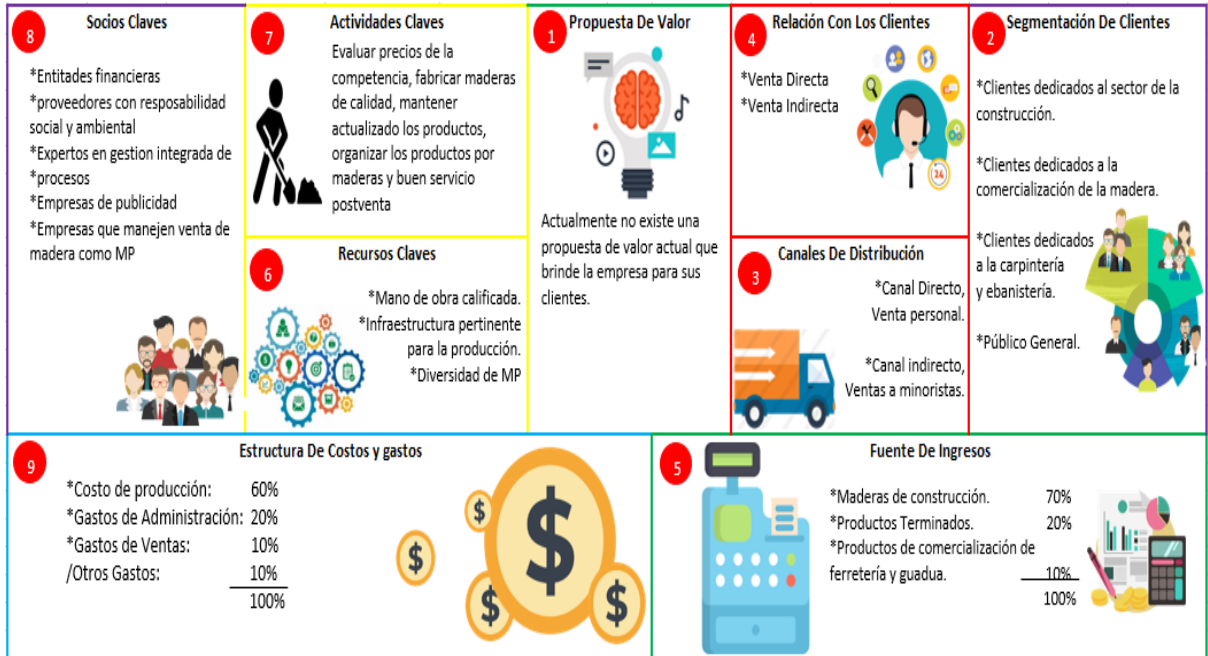 8
Socios Claves
*Entitades financieras
*proveedores con resposabilidad
social y ambiental
*Expertos en gestion integrada de
*procesos
*Empresas de publicidad
*Empresas que manejen venta de
madera como MP
7
Actividades Claves
Evaluar precios de la
competencia, fabricar maderas
de calidad, mantener
actualizado los productos,
organizar los productos por
maderas y buen servicio
postventa
6
Recursos Claves
*Mano de obra calificada.
*Infraestructura pertinente
para la producción.
*Diversidad de MP
1
Propuesta De Valor
Actualmente no existe una
propuesta de valor actual que
brinde la empresa para sus
clientes.
4
Relación Con Los Clientes
*Venta Directa
*Venta Indirecta
24
3
Canales De Distribución
*Canal Directo,
Venta personal.
*Canal indirecto,
Ventas a minoristas.
2
Segmentación De Clientes
*Clientes dedicados al sector de la
construcción.
*Clientes dedicados a la
comercialización de la madera.
*Clientes dedicados
a la carpintería
y ebanistería.
*Público General.
9
Estructura De Costos y gastos
*Costo de producción: 60%
*Gastos de Administración: 20%
*Gastos de Ventas: 10%
/Otros Gastos: 10%
100%
$
$
$
$
$
5
Fuente De Ingresos
*Maderas de construcción. 70%
*Productos Terminados. 20%
*Productos de comercialización de
ferretería y guadua. 10%
100%